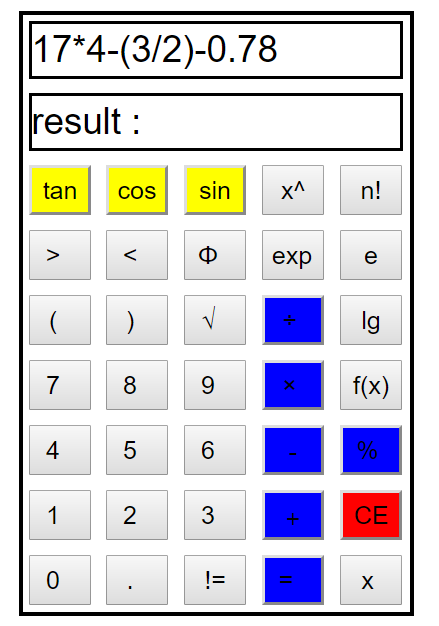 17*4-(3/2)-0.78
result :
tan cos sin x^ n!
> < Φ exp e
( ) √ ÷ lg
7 8 9 × f(x)
4 5 6 - %
1 2 3 + CE
0 . != = x